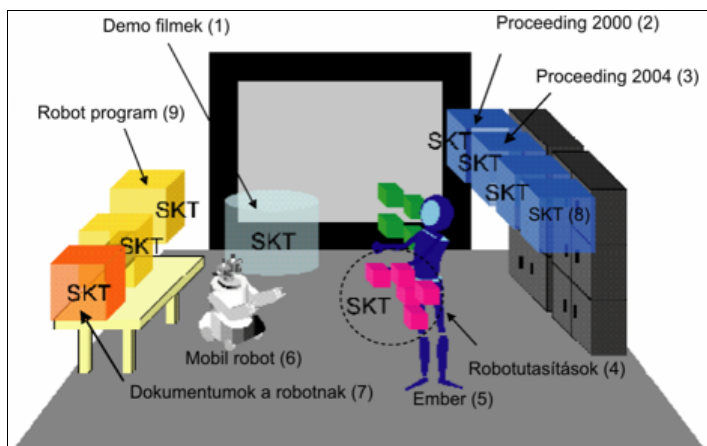 Demo filmek (1)
Proceeding 2000 (2)
Proceeding 2004 (3)
Robot program (9)
SKT
SKT
SKT
SKT
SKT
SKT
SKT (8)
SKT
SKT
Mobil robot (6)
Robotutasítások (4)
Dokumentumok a robotnak (7)
Ember (5)